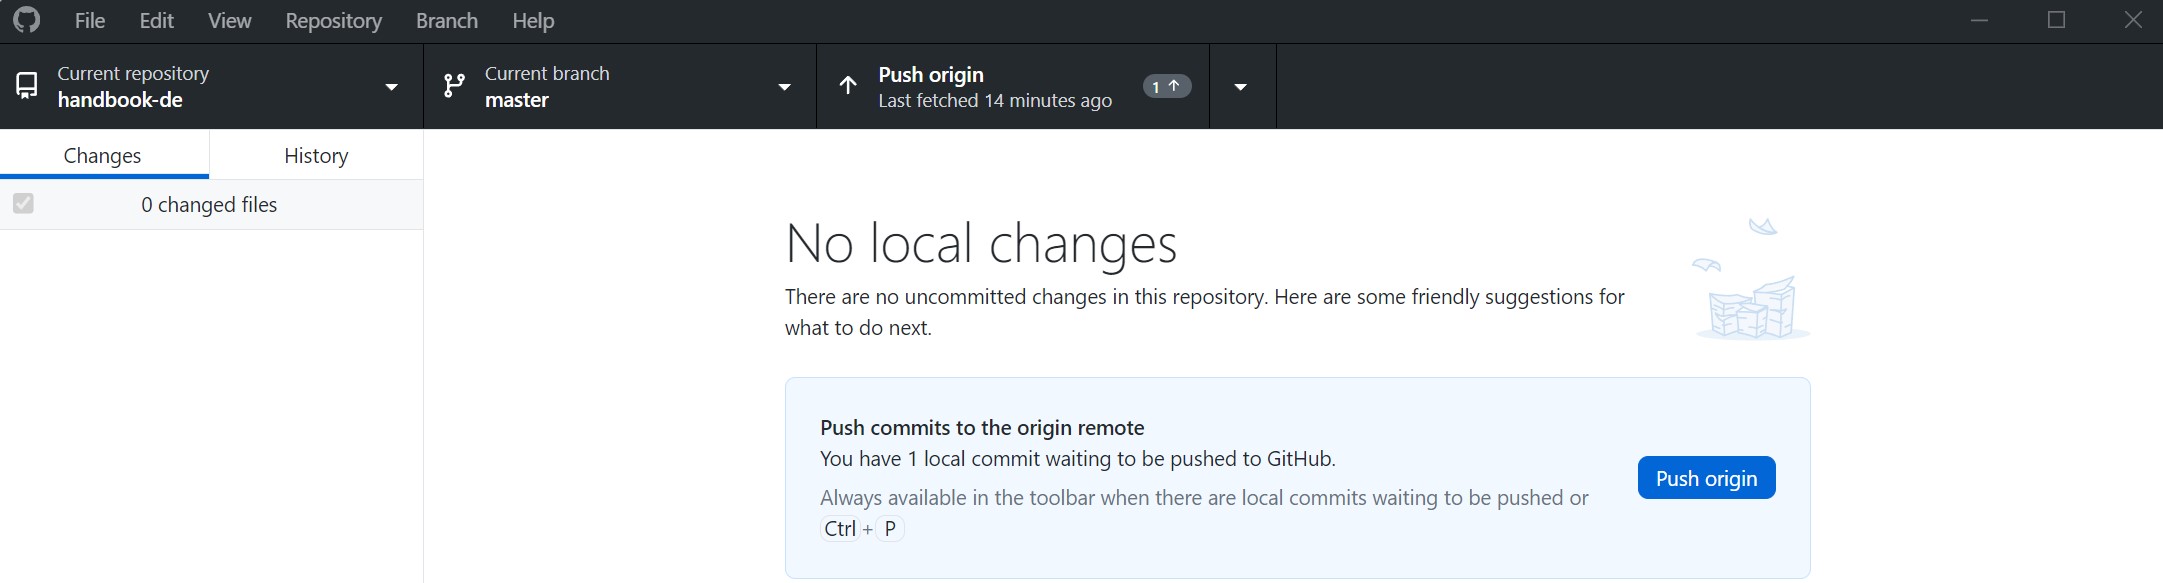 File Edit View Repository Branch Help
Current repository
handbook-de
Current branch
master
Push origin
Last fetched 14 minutes ago
1
Changes
History
0 changed files
No local changes
There are no uncommitted changes in this repository. Here are some friendly suggestions for
what to do next.
Push commits to the origin remote
You have 1 local commit waiting to be pushed to GitHub.
Always available in the toolbar when there are local commits waiting to be pushed or
Ctrl + P
Push origin